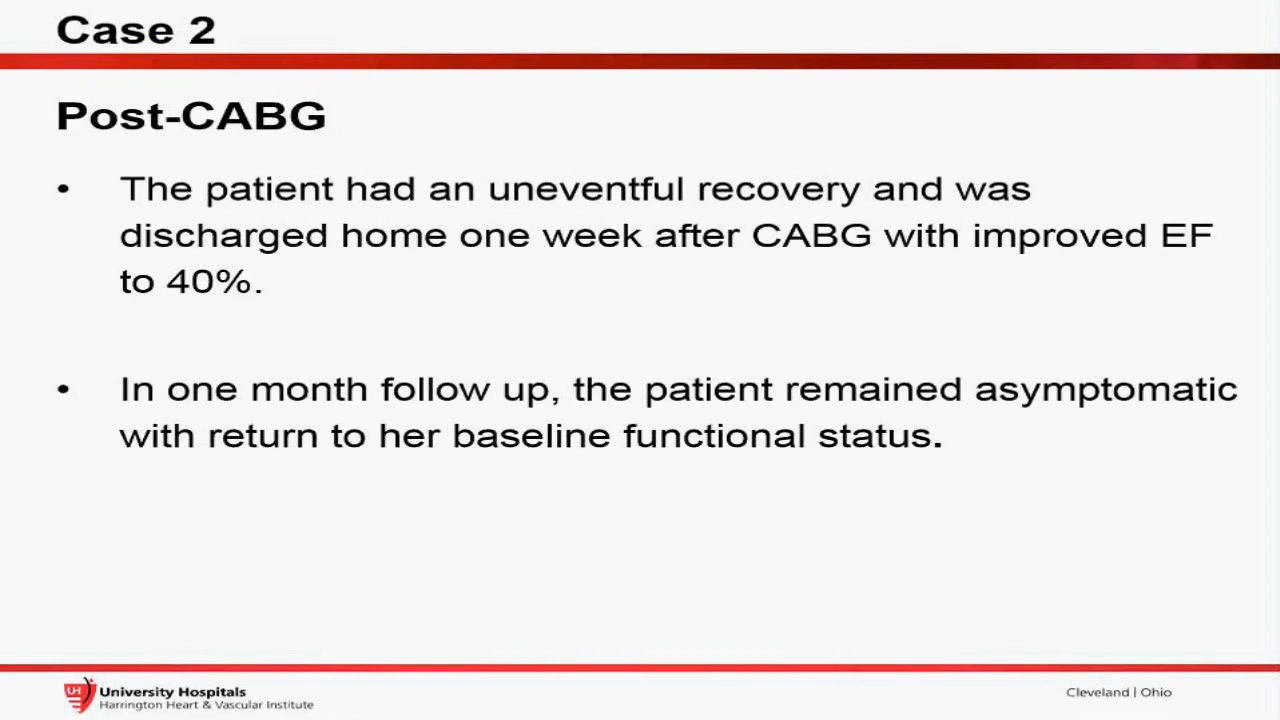 Case 2
Post-CABG
• The patient had an uneventful recovery and was
discharged home one week after CABG with improved EF
to 40%.
• In one month follow up, the patient remained asymptomatic
with return to her baseline functional status.
UH University Hospitals
Harrington Heart & Vascular Institute
Cleveland | Ohio